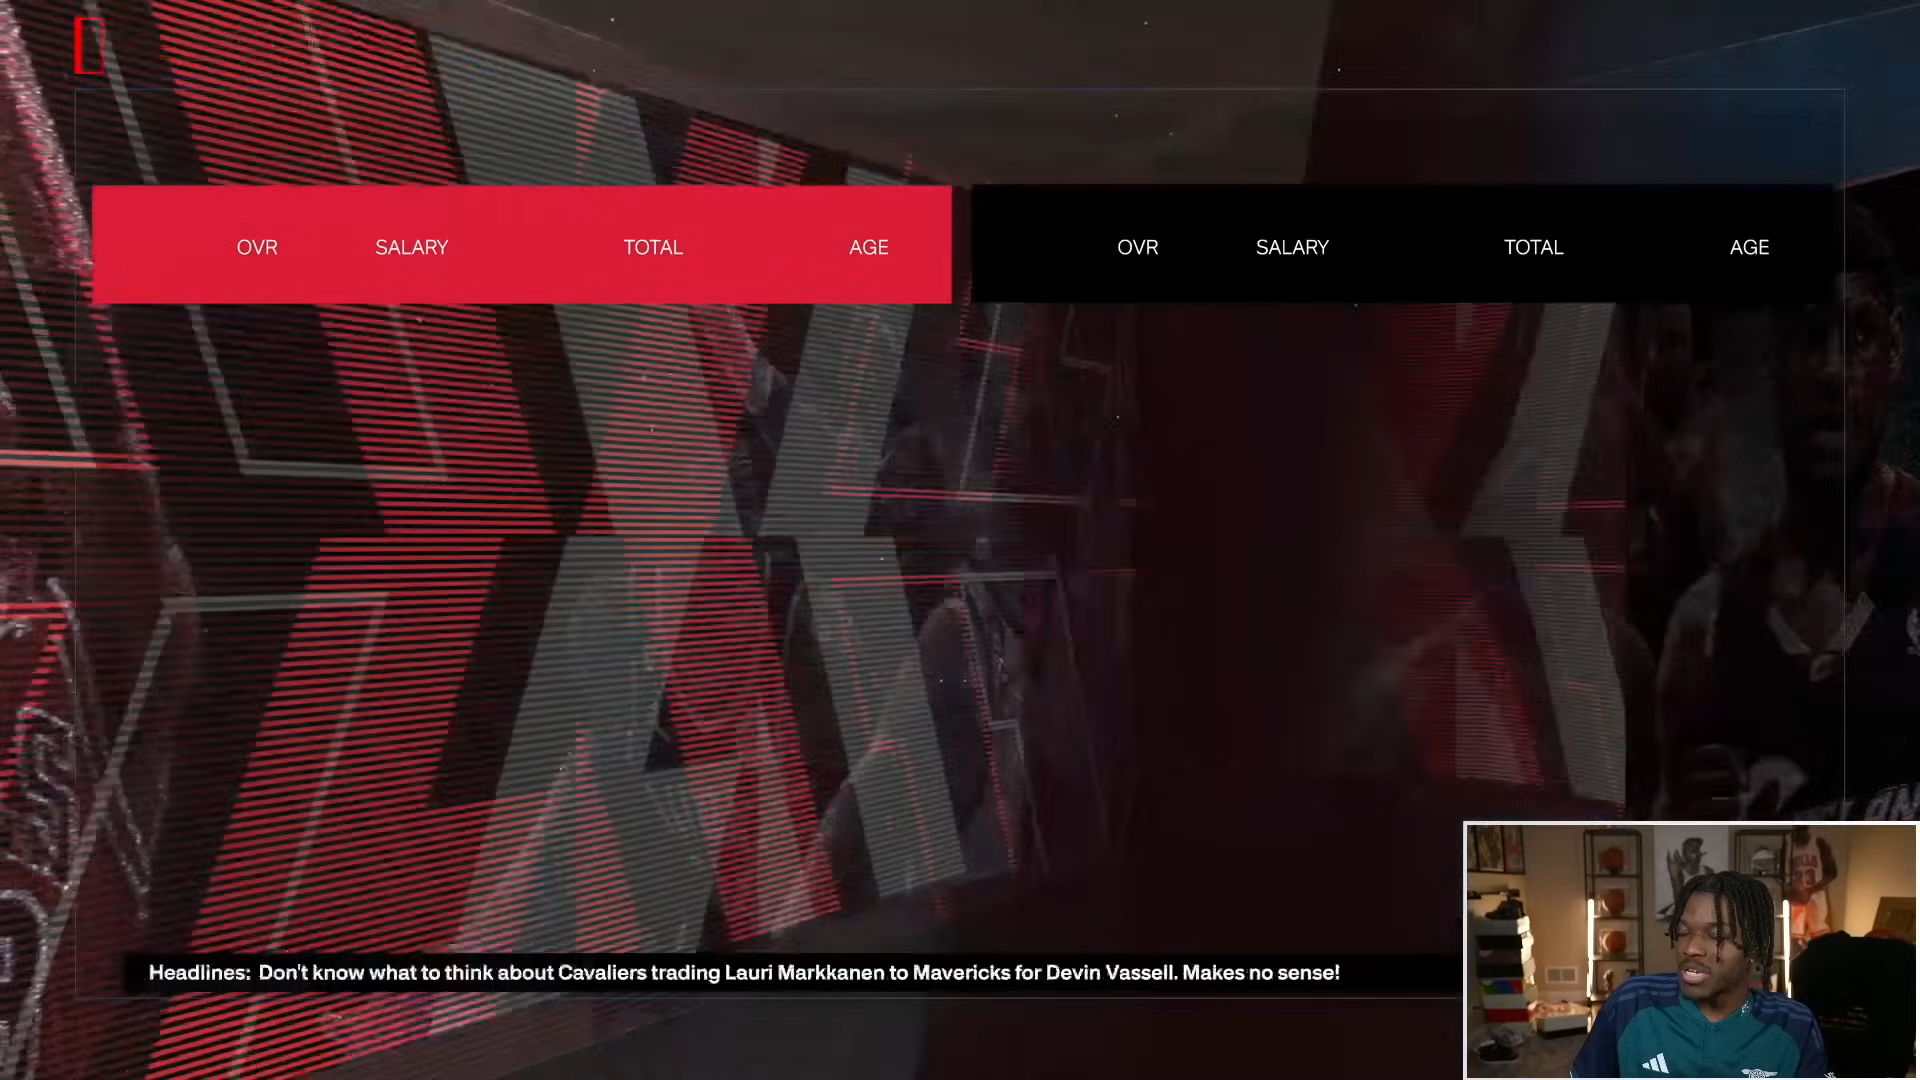 OVR SALARY TOTAL AGE
OVR SALARY TOTAL AGE
Headlines: Don't know what to think about Cavaliers trading Lauri Markkanen to Mavericks for Devin Vassell. Makes no sense!